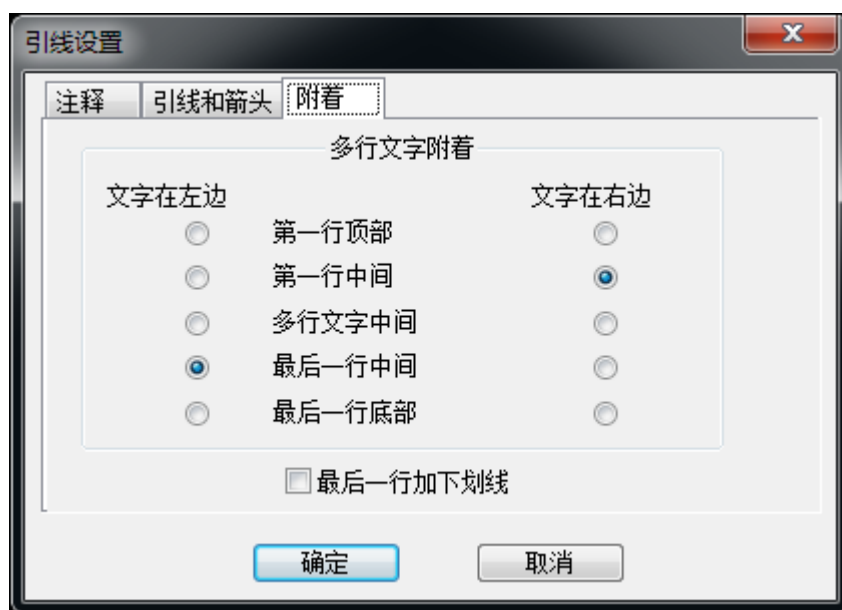 引线设置
注释 引线和箭头 附着
多行文字附着
文字在左边 文字在右边
第一行顶部
第一行中间
多行文字中间
最后一行中间
最后一行底部
最后一行加下划线
确定 取消